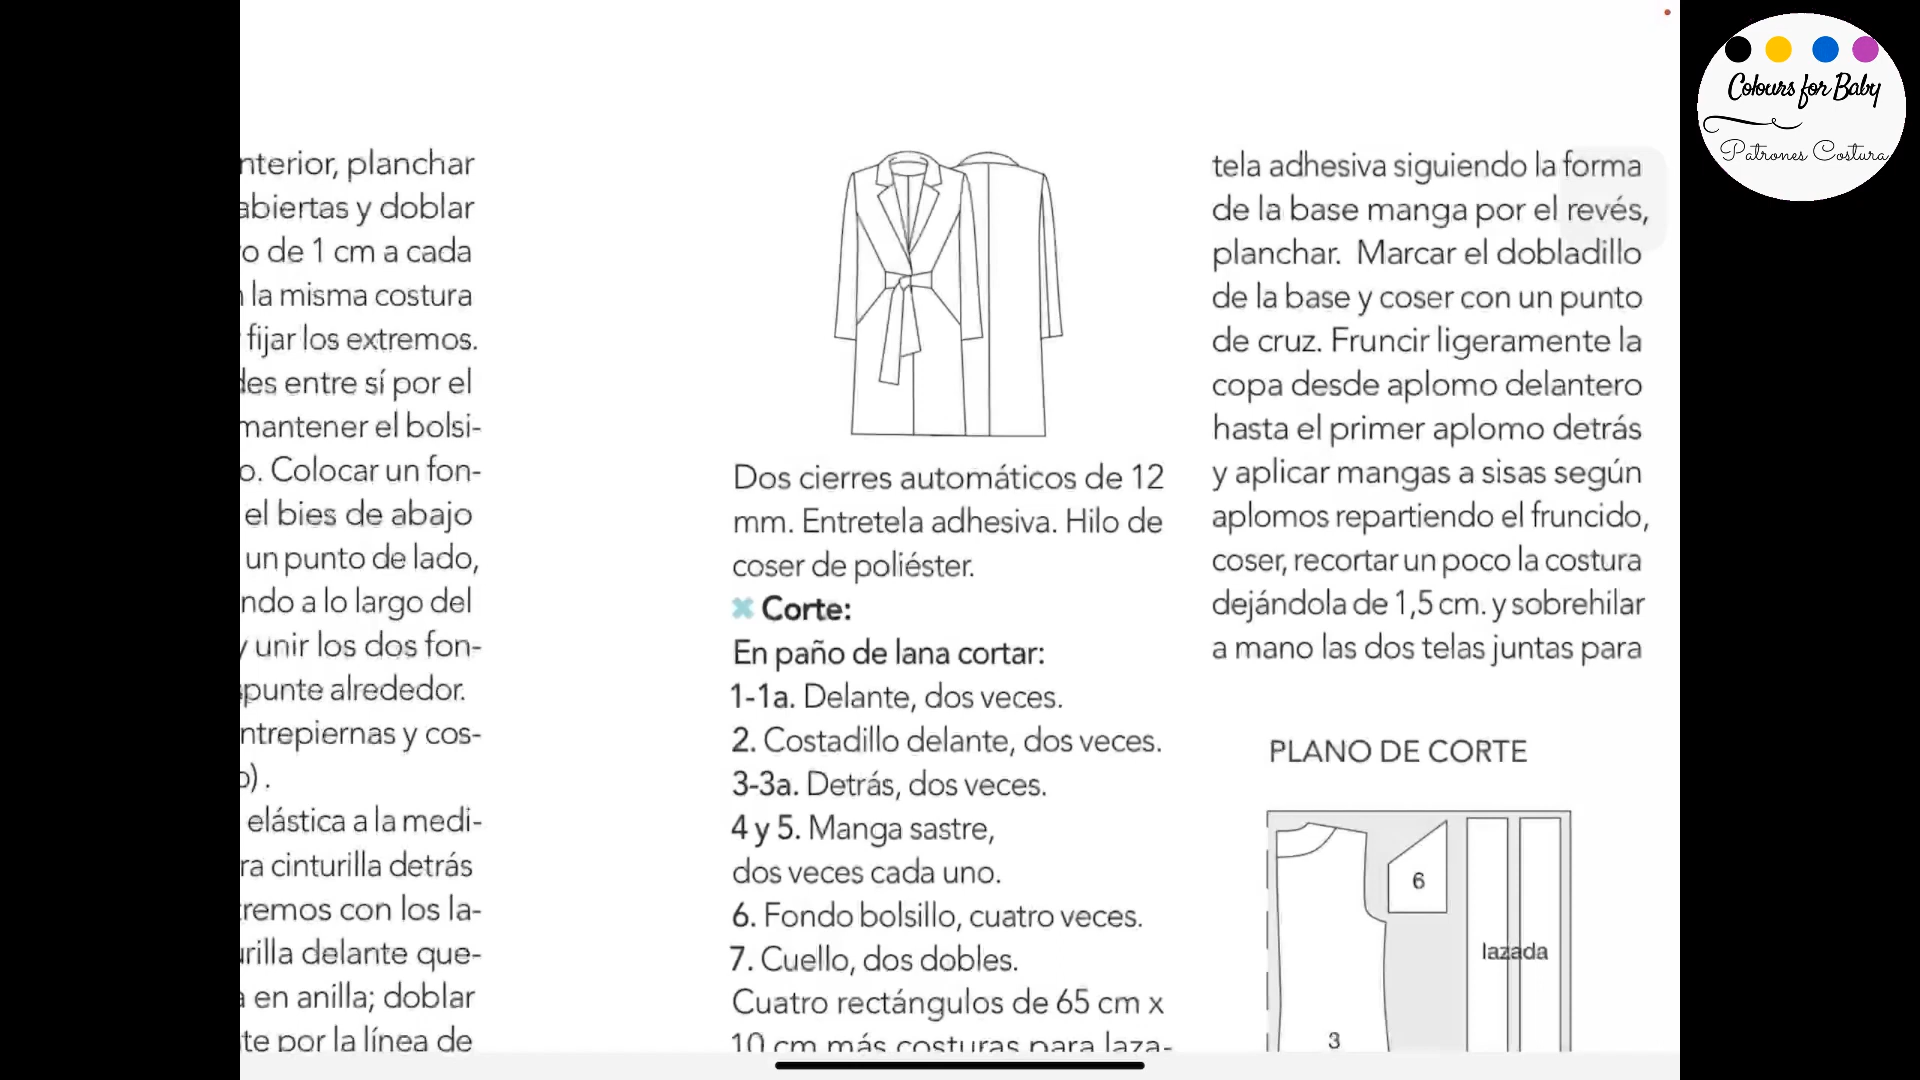 nterior, planchar
abiertas y doblar
o de 1 cm a cada
la misma costura
fijar los extremos.
des entre sí por el
mantener el bolsi-
o. Colocar un fon-
el bies de abajo
un punto de lado,
ndo a lo largo del
y unir los dos fon-
spunte alrededor.
ntrepiernas y cos-
o) .
elástica a la medi-
ra cinturilla detrás
tremos con los la-
urilla delante que-
a en anilla; doblar
te por la línea de
Dos cierres automáticos de 12
mm. Entretela adhesiva. Hilo de
coser de poliéster.
✖ Corte:
En paño de lana cortar:
1-1a. Delante, dos veces.
2. Costadillo delante, dos veces.
3-3a. Detrás, dos veces.
4 y 5. Manga sastre,
dos veces cada uno.
6. Fondo bolsillo, cuatro veces.
7. Cuello, dos dobles.
Cuatro rectángulos de 65 cm x
10 cm más costuras para laza-
tela adhesiva siguiendo la forma
de la base manga por el revés,
planchar. Marcar el dobladillo
de la base y coser con un punto
de cruz. Fruncir ligeramente la
copa desde aplomo delantero
hasta el primer aplomo detrás
y aplicar mangas a sisas según
aplomos repartiendo el fruncido,
coser, recortar un poco la costura
dejándola de 1,5 cm. y sobrehilar
a mano las dos telas juntas para
PLANO DE CORTE
6
lazada
3
Colours for Baby
Patrones Costura